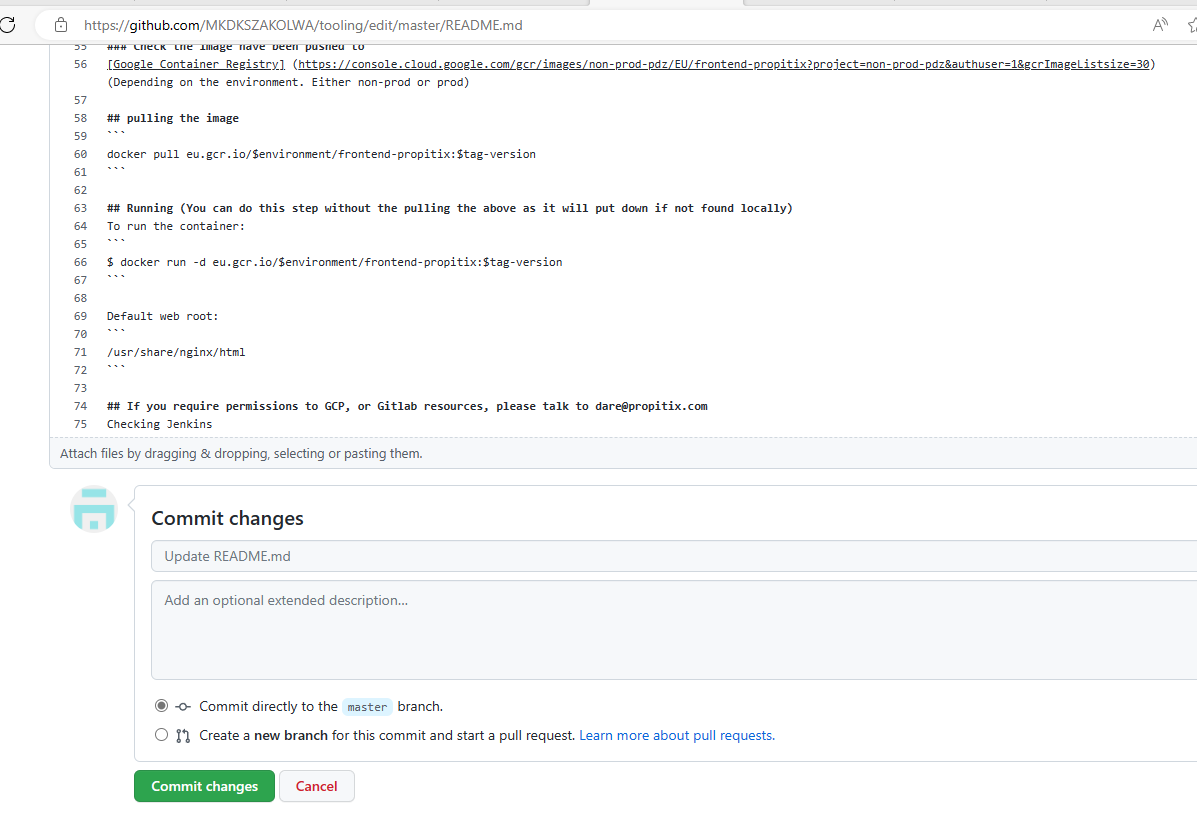 https://github.com/MKDKSZAKOLWA/tooling/edit/master/README.md
55 ### Check the image have been pushed to
56 [Google Container Registry] (https://console.cloud.google.com/gcr/images/non-prod-pdz/EU/frontend-propitix?project=non-prod-pdz&authuser=1&gcrImageListsize=30)
(Depending on the environment. Either non-prod or prod)
57
58 ## pulling the image
59 ```
60 docker pull eu.gcr.io/$environment/frontend-propitix:$tag-version
61 ```
62
63 ## Running (You can do this step without the pulling the above as it will put down if not found locally)
64 To run the container:
65 ```
66 $ docker run -d eu.gcr.io/$environment/frontend-propitix:$tag-version
67 ```
68
69 Default web root:
70 ```
71 /usr/share/nginx/html
72 ```
73
74 ## If you require permissions to GCP, or Gitlab resources, please talk to dare@propitix.com
75 Checking Jenkins
Attach files by dragging & dropping, selecting or pasting them.
Commit changes
Update README.md
Add an optional extended description...
Commit directly to the master branch.
Create a new branch for this commit and start a pull request. Learn more about pull requests.
Commit changes Cancel